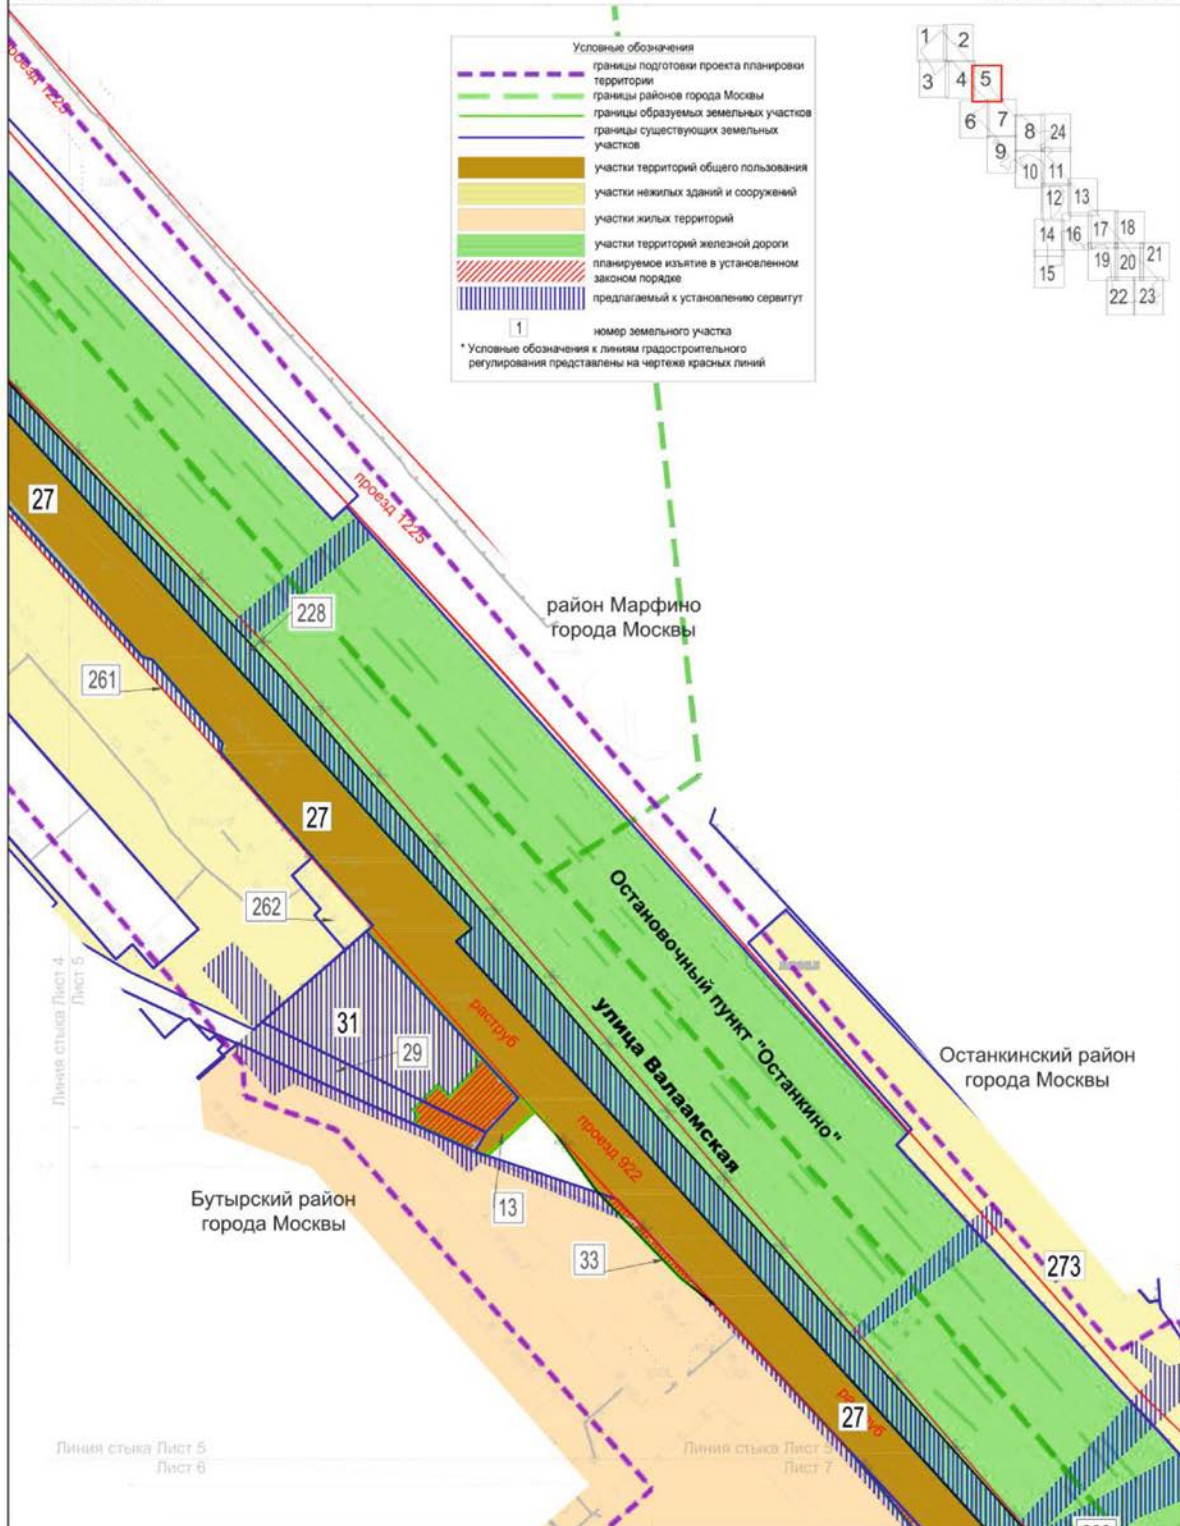 Условные обозначения
границы подготовки проекта планировки
территории
границы районов города Москвы
границы образуемых земельных участков
границы существующих земельных
участков
участки территорий общего пользования
участки нежилых зданий и сооружений
участки жилых территорий
участки территорий железной дороги
планируемое изъятие в установленном
законом порядке
предлагаемый к установлению сервитут
1
номер земельного участка
* Условные обозначения к линиям градостроительного
регулирования представлены на чертеже красных линий
1 2
3 4 5
6 7
8 24
9
10 11
12 13
14 16 17 18
15
19 20 21
22 23
проезд 1225
проезд 1225
27
228
район Марфино
города Москвы
261
27
262
Остановочный пункт "Останкино"
улица Валаамская
Линия стыка Лист 4
Лист 5
31
29
раструб
проезд 922
Останкинский район
города Москвы
Бутырский район
города Москвы
13
33
273
27
раструб
Линия стыка Лист 5
Лист 6
Линия стыка Лист 5
Лист 7